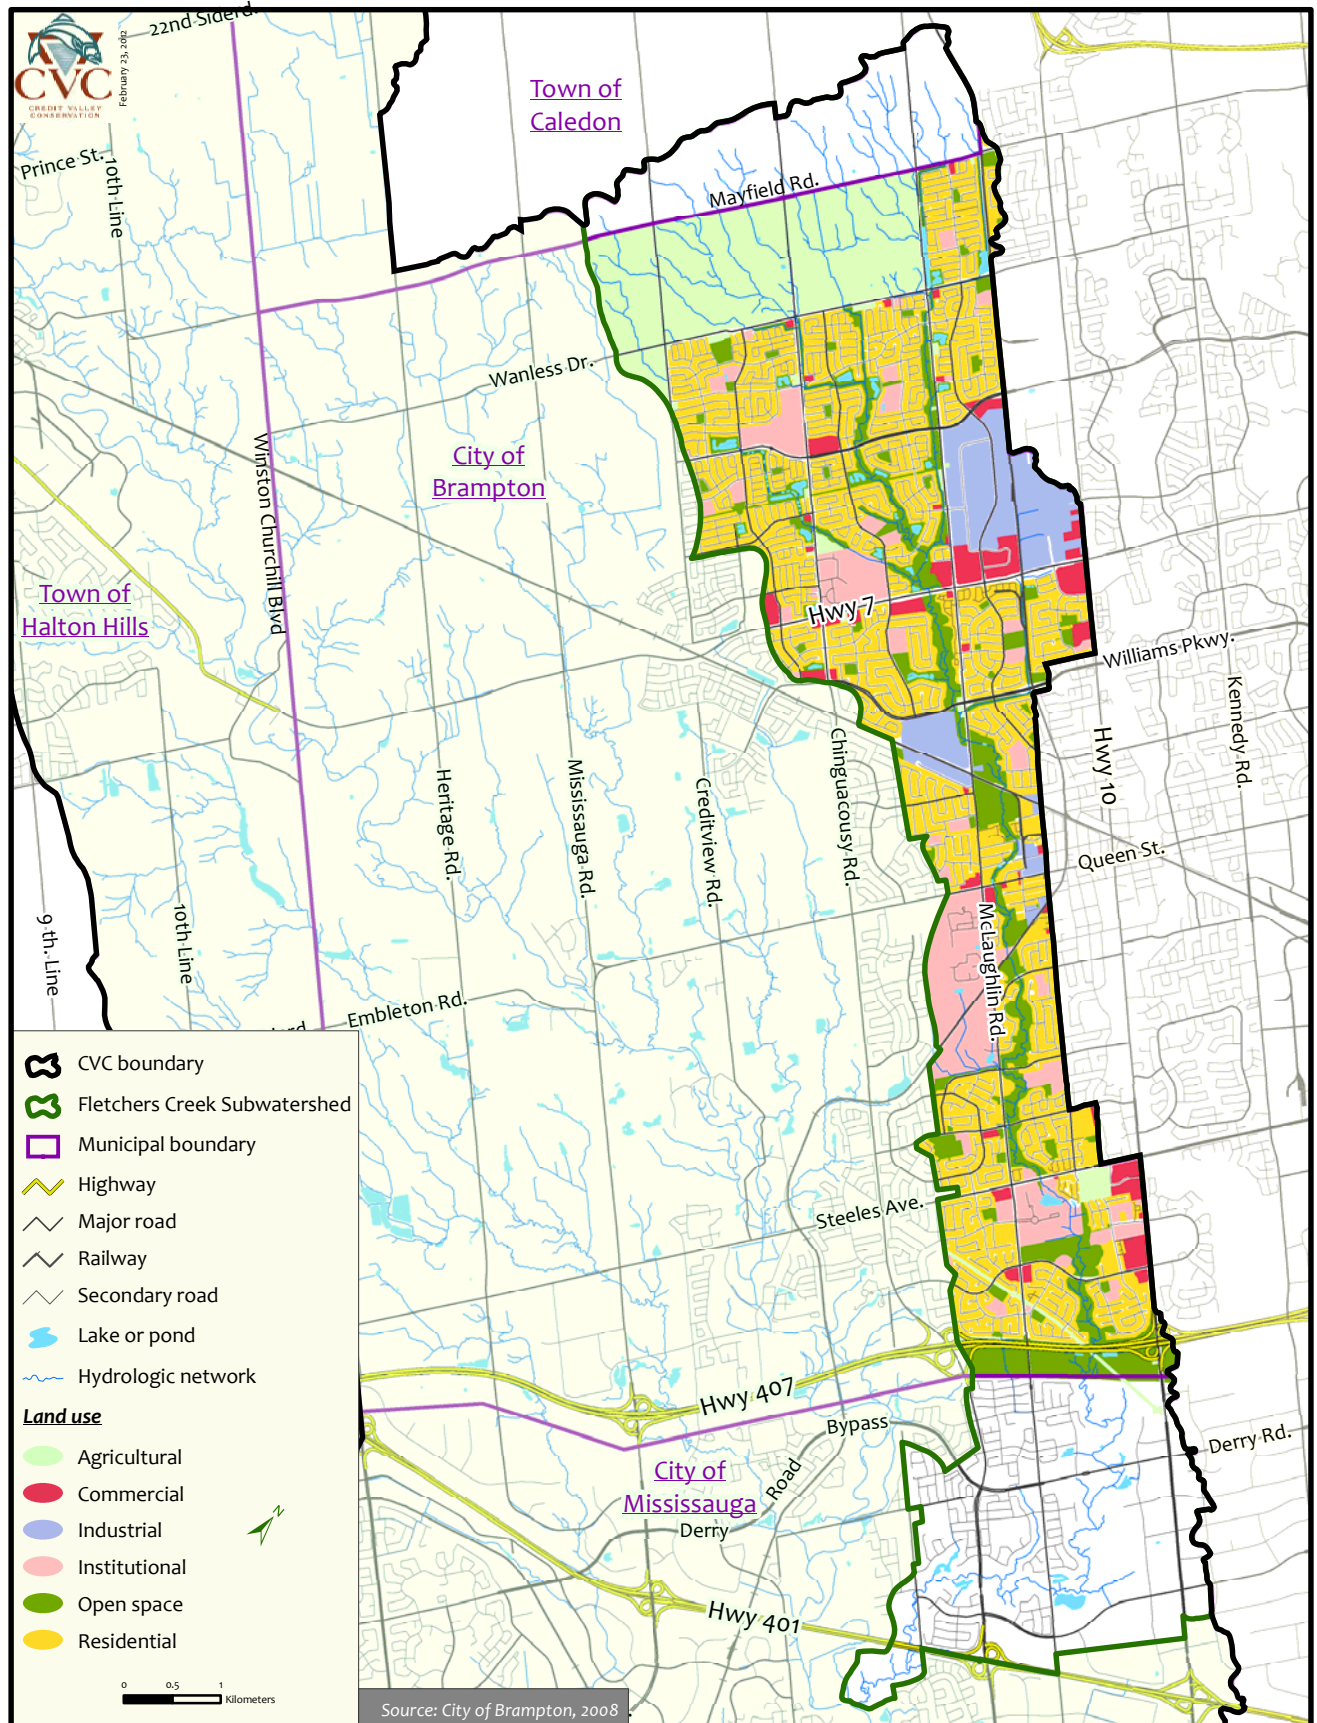 22nd Siderd.
CVC
CREDIT VALLEY
CONSERVATION
February 23, 2012
Town of
Caledon
Prince St.
10th Line
Mayfield Rd.
Wanless Dr.
City of
Brampton
Winston Churchill Blvd
Town of
Halton Hills
Hwy 7
Williams Pkwy.
Kennedy Rd.
Hwy 10
Heritage Rd.
Mississauga Rd.
Creditview Rd.
Chinguacousy Rd.
Queen St.
McLaughlin Rd.
9 th. Line
10th Line
Embleton Rd.
Steeles Ave.
Hwy 407
Bypass
Derry Rd.
City of
Mississauga
Road
Derry
Hwy 401
CVC boundary
Fletchers Creek Subwatershed
Municipal boundary
Highway
Major road
Railway
Secondary road
Lake or pond
Hydrologic network
Land use
Agricultural
Commercial
Industrial
Institutional
Open space
Residential
N
0 0.5 1
Kilometers
Source: City of Brampton, 2008